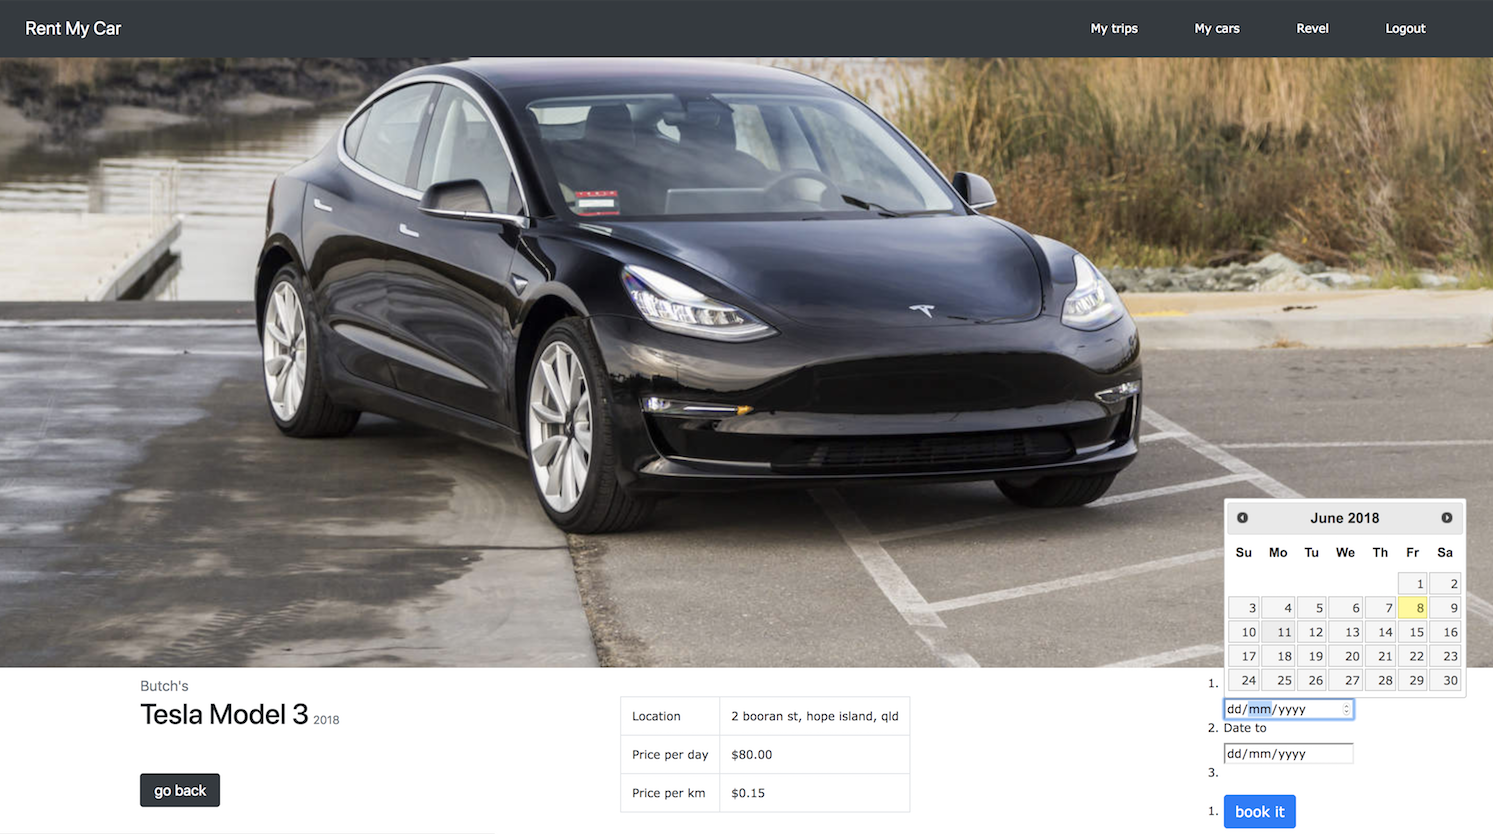 Rent My Car
My trips My cars Revel Logout
June 2018
Su Mo Tu We Th Fr Sa
1 2
3 4 5 6 7 8 9
10 11 12 13 14 15 16
17 18 19 20 21 22 23
24 25 26 27 28 29 30
Butch's
Tesla Model 3 2018
go back
Location 2 booran st, hope island, qld
Price per day $80.00
Price per km $0.15
1.
dd/mm/yyyy
2. Date to
dd/mm/yyyy
3.
1. book it